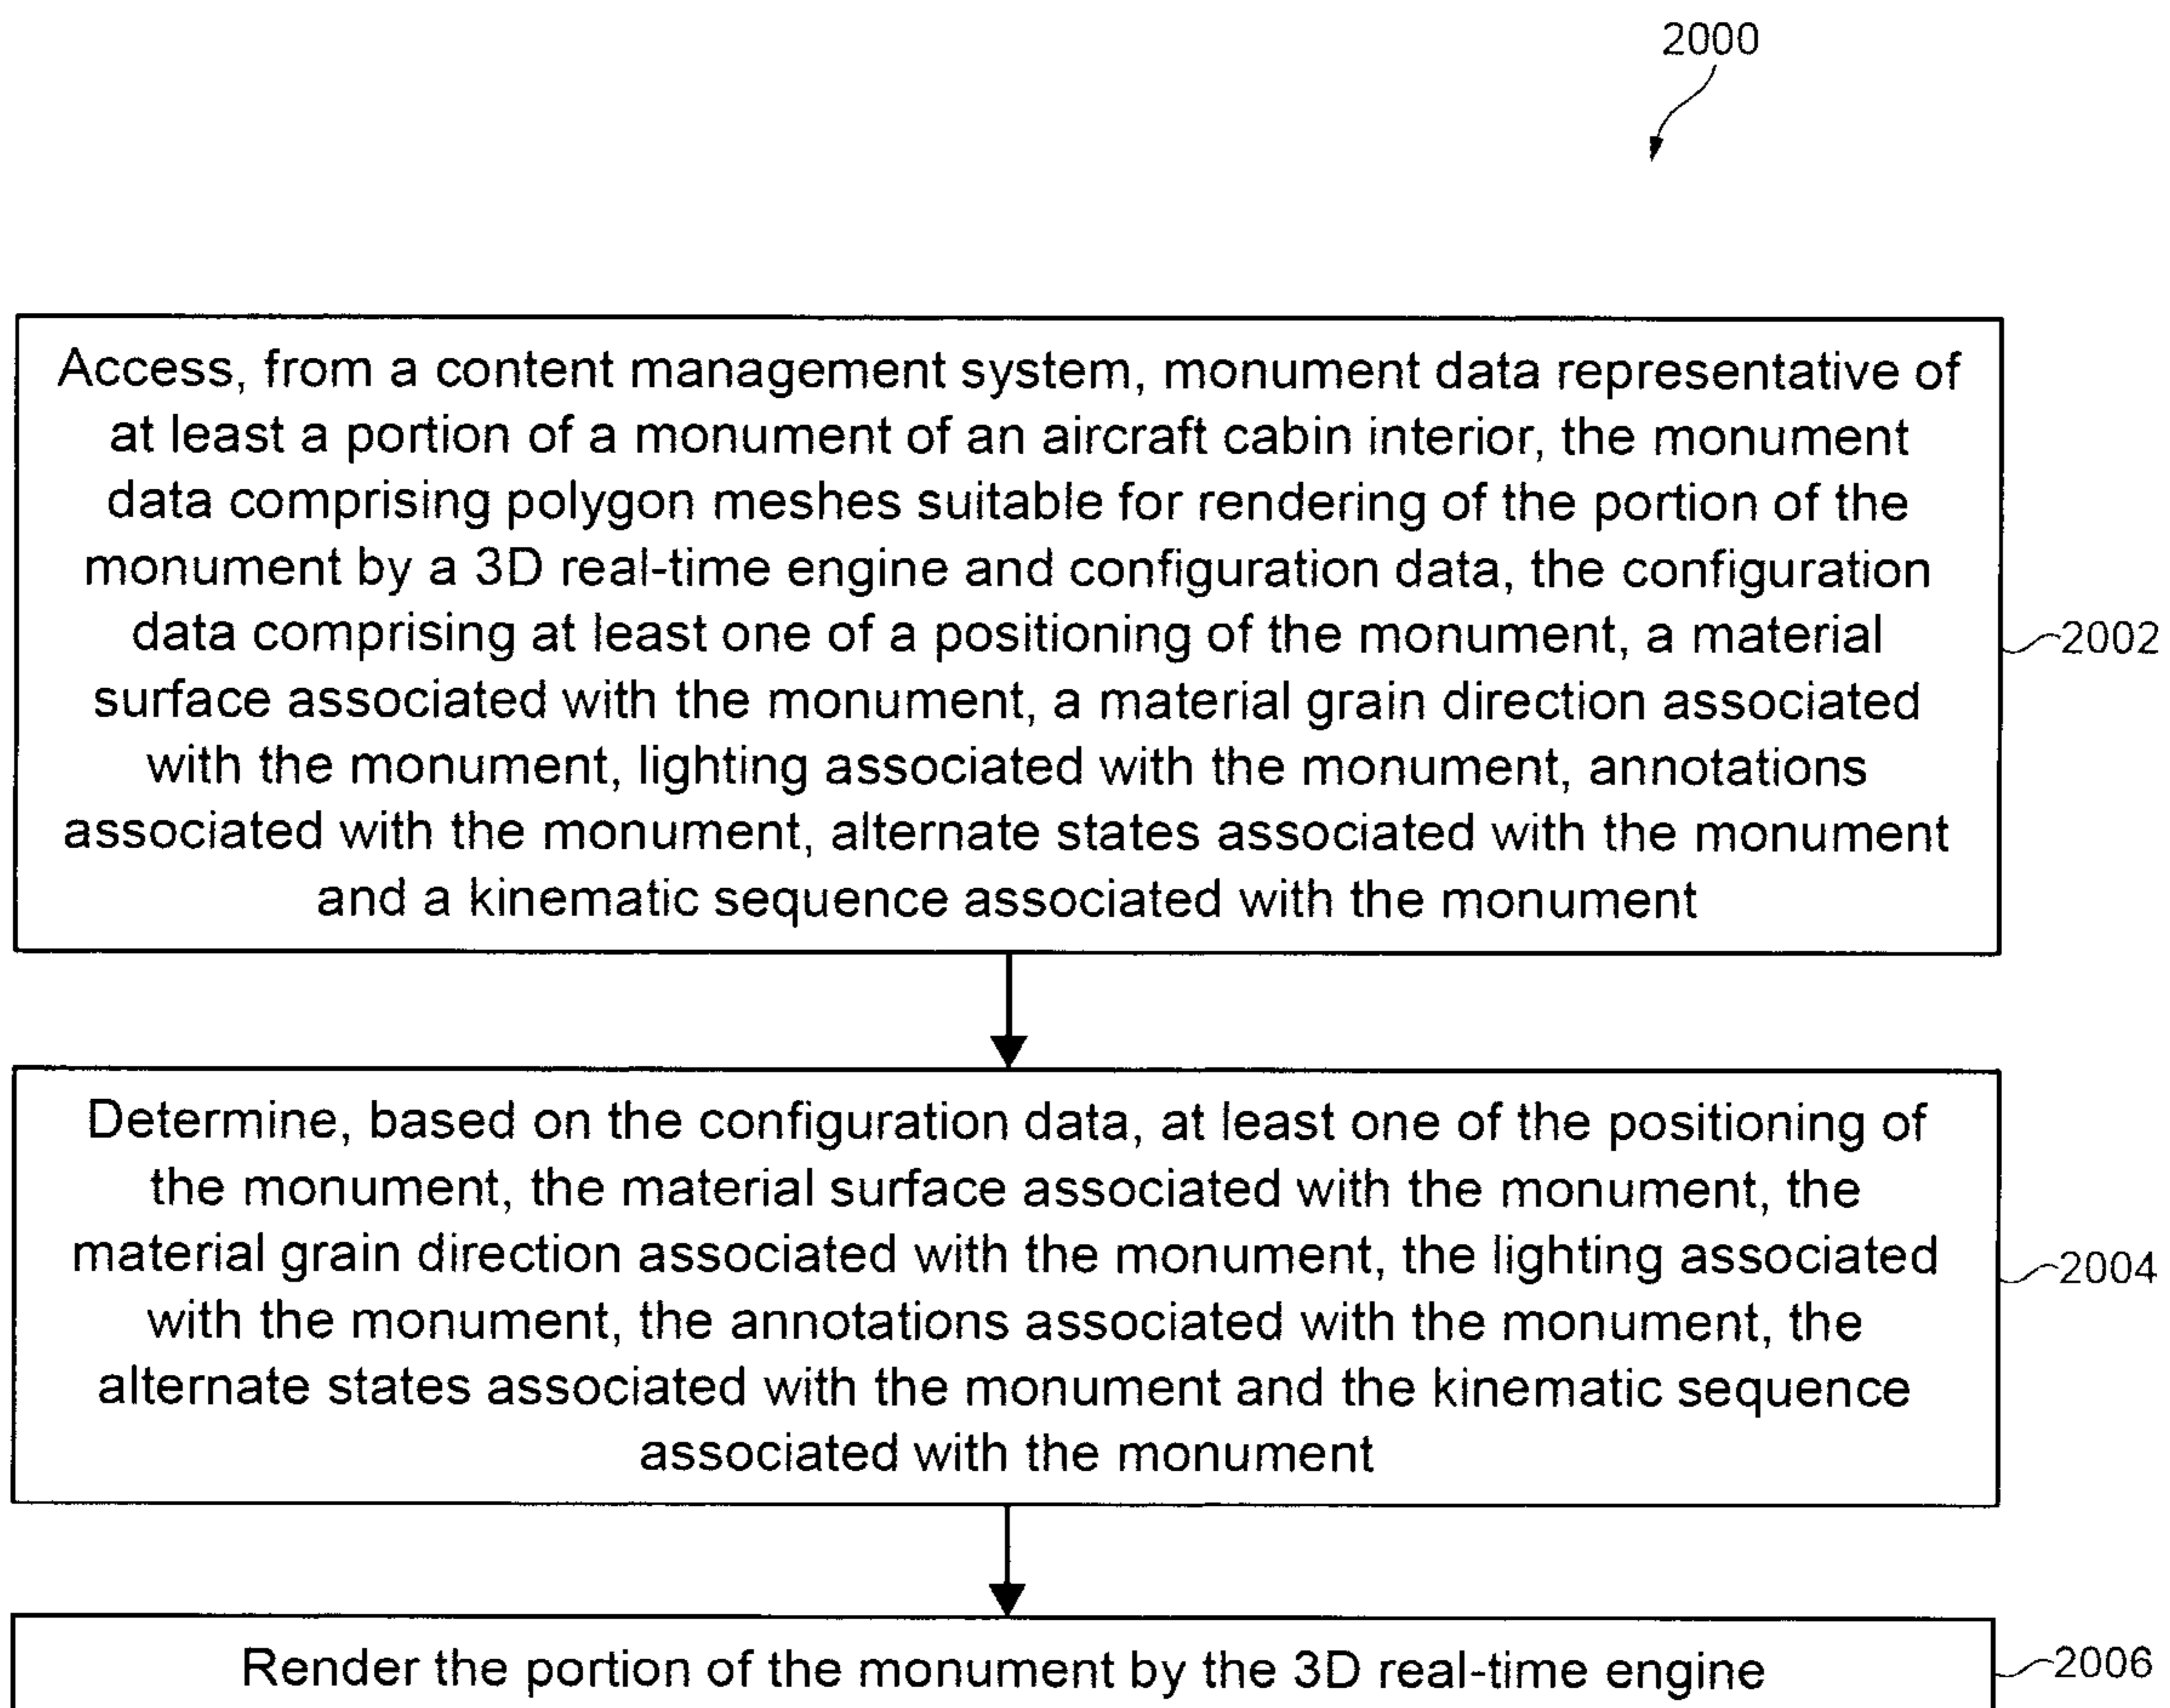 2000
Access, from a content management system, monument data representative of
at least a portion of a monument of an aircraft cabin interior, the monument
data comprising polygon meshes suitable for rendering of the portion of the
monument by a 3D real-time engine and configuration data, the configuration
data comprising at least one of a positioning of the monument, a material
surface associated with the monument, a material grain direction associated
with the monument, lighting associated with the monument, annotations
associated with the monument, alternate states associated with the monument
and a kinematic sequence associated with the monument
2002
Determine, based on the configuration data, at least one of the positioning of
the monument, the material surface associated with the monument, the
material grain direction associated with the monument, the lighting associated
with the monument, the annotations associated with the monument, the
alternate states associated with the monument and the kinematic sequence
associated with the monument
2004
Render the portion of the monument by the 3D real-time engine
2006